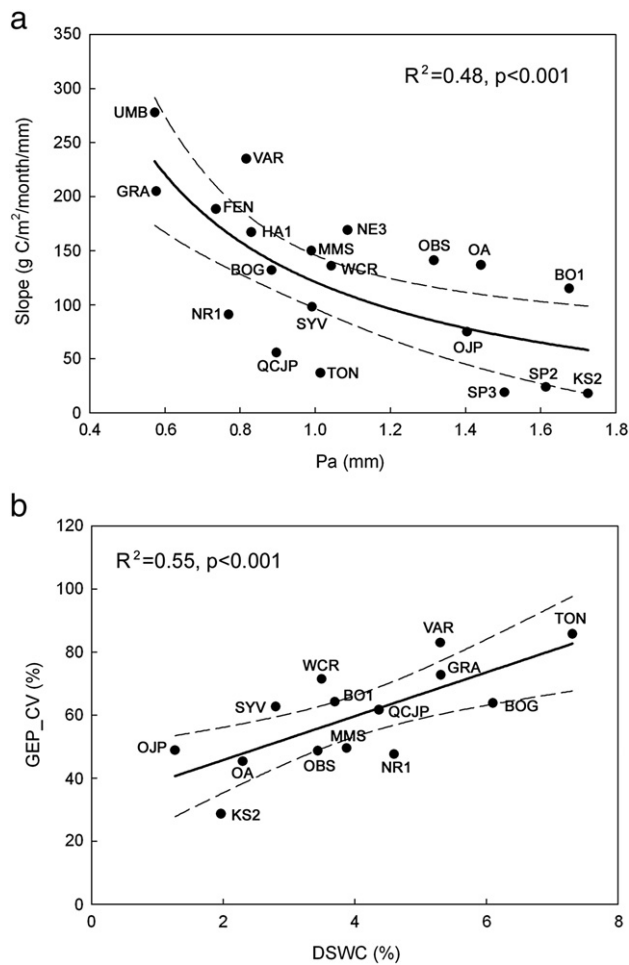 a
R²=0.48, p<0.001
Slope (g C/m²/month/mm)
350
300
250
200
150
100
50
0
UMB
VAR
GRA
FEN
HA1
NE3
MMS
OBS
OA
BOG
WCR
BO1
NR1
SYV
OJP
QCJP
TON
SP3
SP2
KS2
0.4 0.6 0.8 1.0 1.2 1.4 1.6 1.8
Pa (mm)
b
R²=0.55, p<0.001
GEP_CV (%)
120
100
80
60
40
20
0
TON
VAR
WCR
GRA
SYV
BO1
QCJP
BOG
OJP
MMS
OA
OBS
NR1
KS2
0 2 4 6 8
DSWC (%)